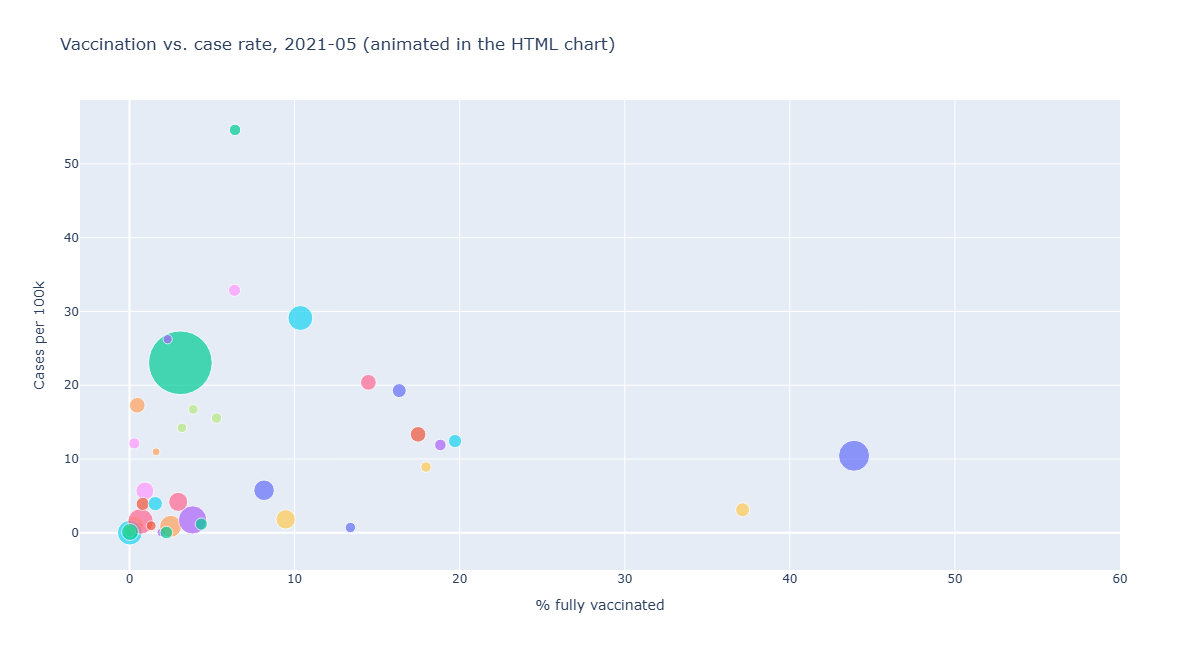 Vaccination vs. case rate, 2021-05 (animated in the HTML chart)
50
40
30
20
10
0
Cases per 100k
0 10 20 30 40 50 60
% fully vaccinated